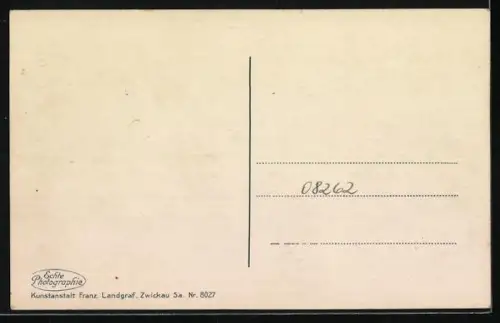 08262
Echte
Photographie
Kunstanstalt Franz Landgraf, Zwickau Sa. Nr. 8027